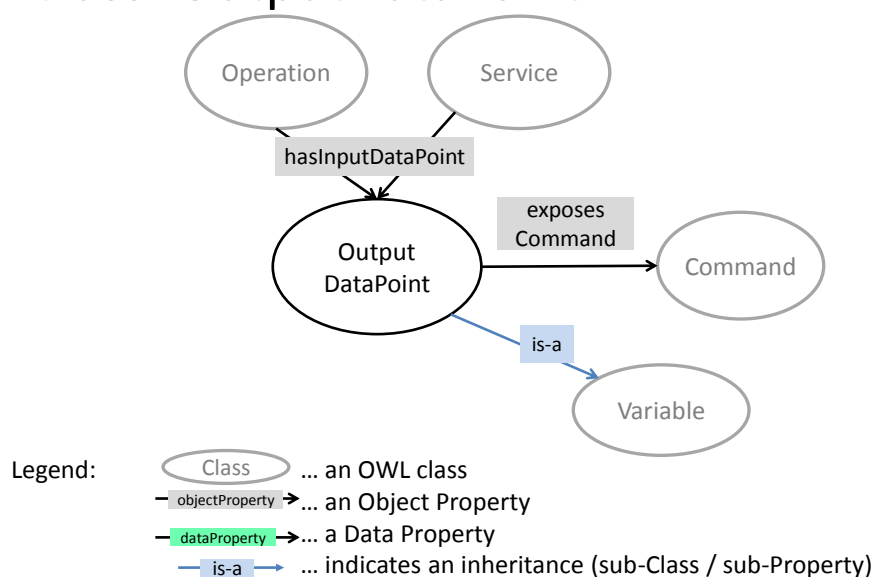 Operation
Service
hasInputDataPoint
exposes
Command
Output
DataPoint
Command
is-a
Variable
Legend:
Class ... an OWL class
objectProperty ... an Object Property
dataProperty ... a Data Property
is-a ... indicates an inheritance (sub-Class / sub-Property)